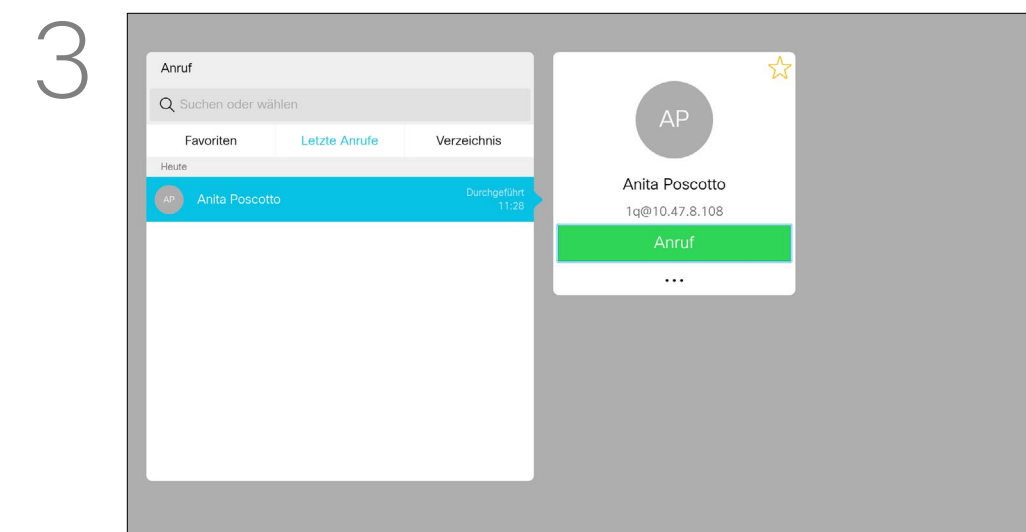 3
Anruf
Suchen oder wählen
Favoriten Letzte Anrufe Verzeichnis
Heute
AP Anita Poscotto Durchgeführt
11:28
AP
Anita Poscotto
1q@10.47.8.108
Anruf
...